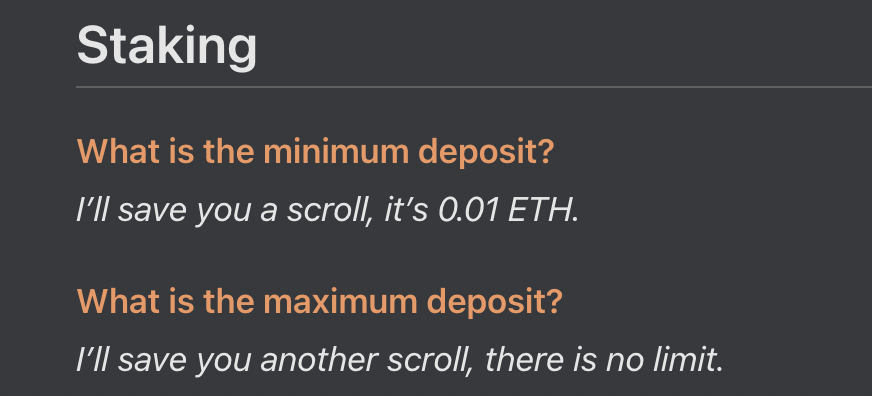 Staking
What is the minimum deposit?
I’ll save you a scroll, it’s 0.01 ETH.
What is the maximum deposit?
I’ll save you another scroll, there is no limit.